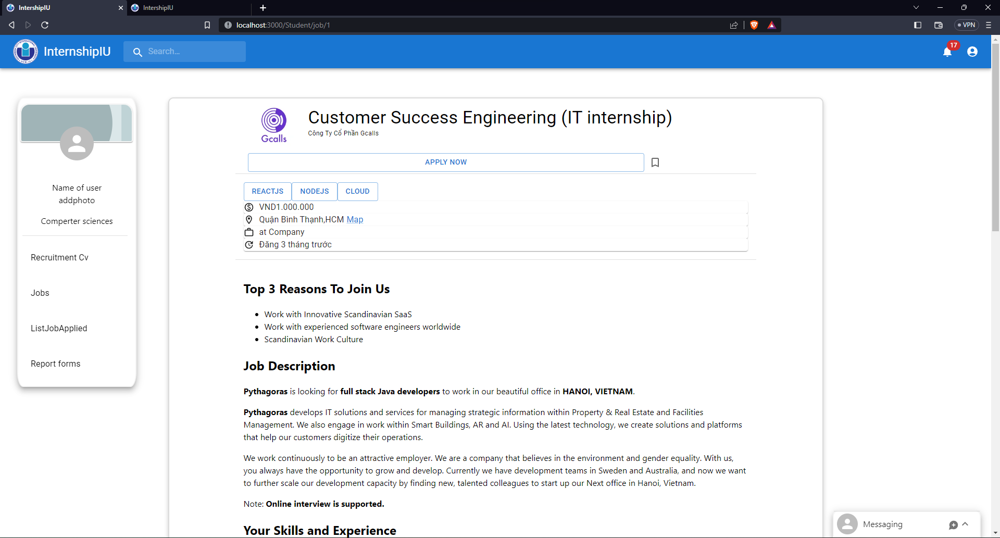 IntershipIU
IntershipIU
localhost:3000/Student/job/1
VPN
InternshipIU
Search...
17
Name of user
addphoto
Comperter sciences
Recruitment Cv
Jobs
ListJobApplied
Report forms
Gcalls
Customer Success Engineering (IT internship)
Công Ty Cổ Phần Gcalls
APPLY NOW
REACTJS NODEJS CLOUD
VND1.000.000
Quận Bình Thạnh,HCM Map
at Company
Đăng 3 tháng trước
Top 3 Reasons To Join Us
Work with Innovative Scandinavian SaaS
Work with experienced software engineers worldwide
Scandinavian Work Culture
Job Description
Pythagoras is looking for full stack Java developers to work in our beautiful office in HANOI, VIETNAM.
Pythagoras develops IT solutions and services for managing strategic information within Property & Real Estate and Facilities
Management. We also engage in work within Smart Buildings, AR and AI. Using the latest technology, we create solutions and platforms
that help our customers digitize their operations.
We work continuously to be an attractive employer. We are a company that believes in the environment and gender equality. With us,
you always have the opportunity to grow and develop. Currently we have development teams in Sweden and Australia, and now we want
to further scale our development capacity by finding new, talented colleagues to start up our Next office in Hanoi, Vietnam.
Note: Online interview is supported.
Your Skills and Experience
Messaging